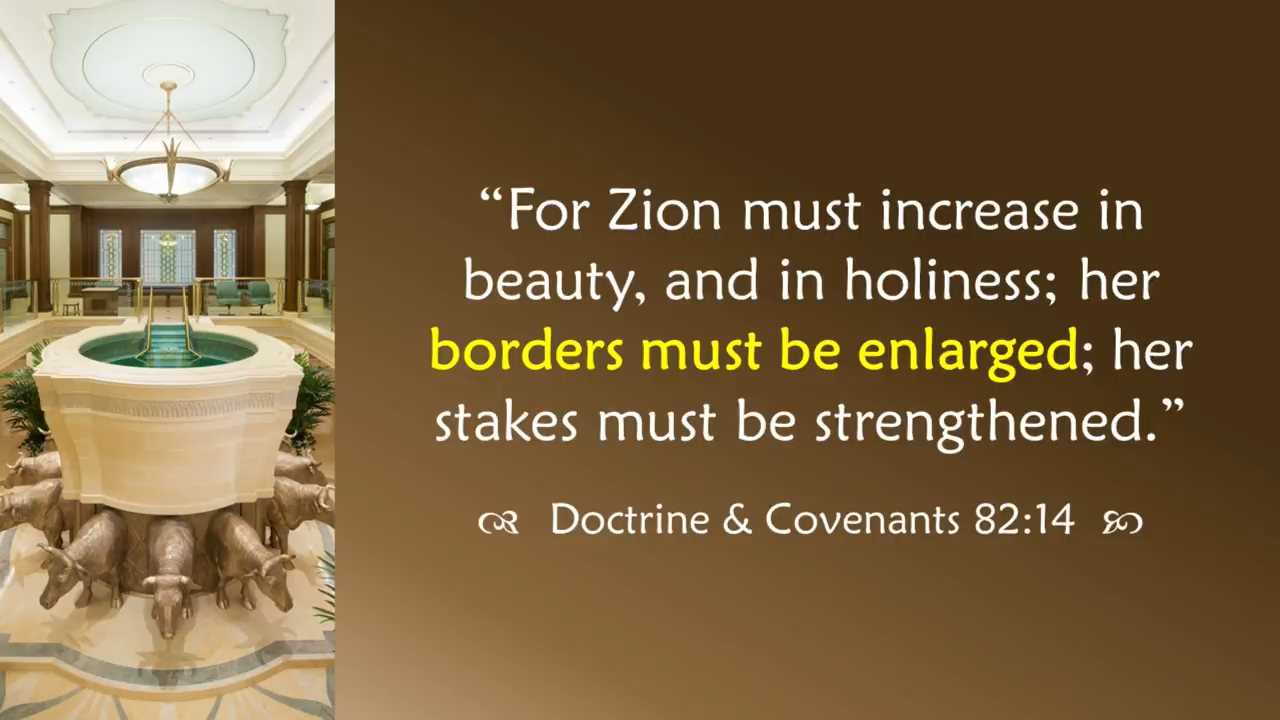 “For Zion must increase in
beauty, and in holiness; her
borders must be enlarged; her
stakes must be strengthened.”
Doctrine & Covenants 82:14